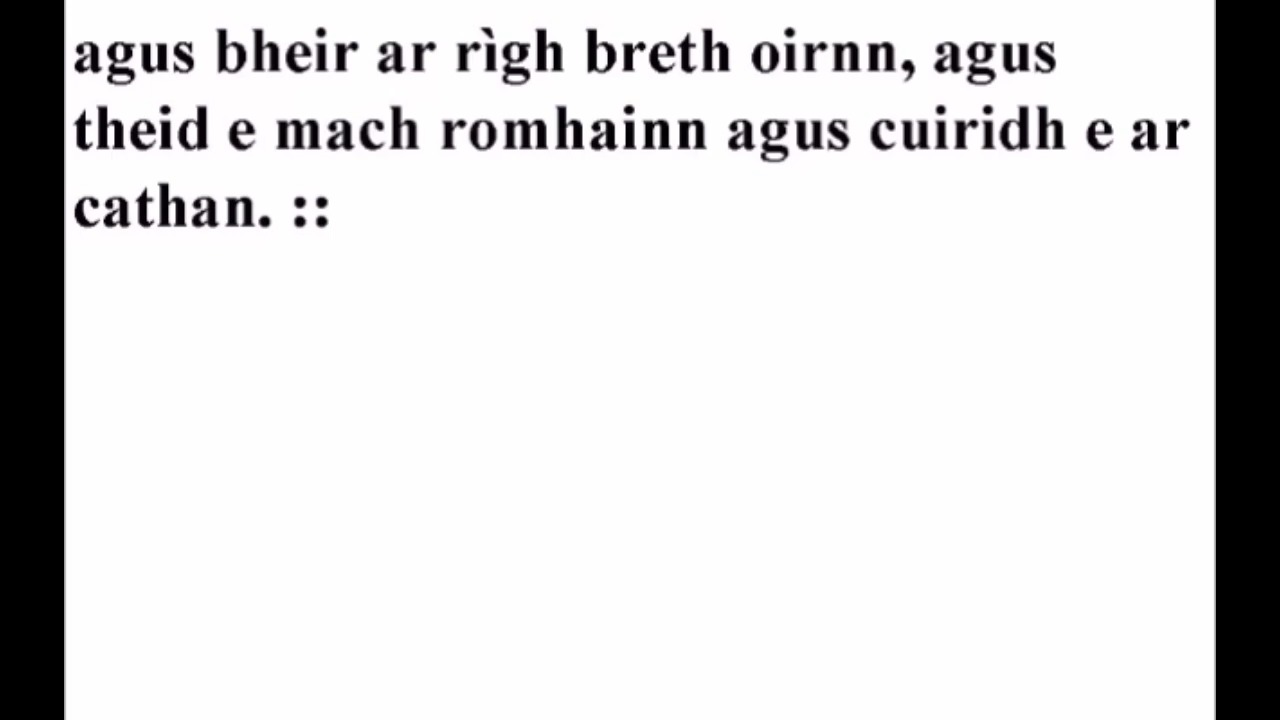 agus bheir ar rìgh breth oirnn, agus
theid e mach romhainn agus cuiridh e ar
cathan. ::